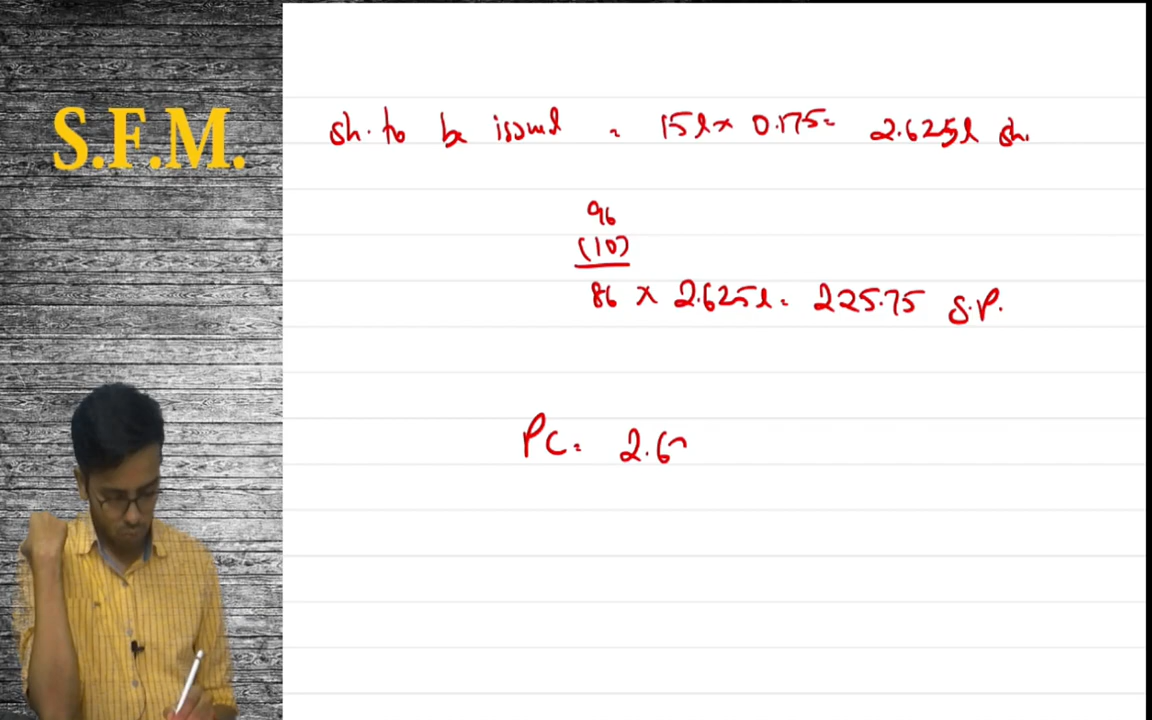 S.F.M.
sh. to be issued = 15l x 0.175 = 2.625l sh.
96
(10)
86 x 2.625l = 225.75 S.P.
PC = 2.6